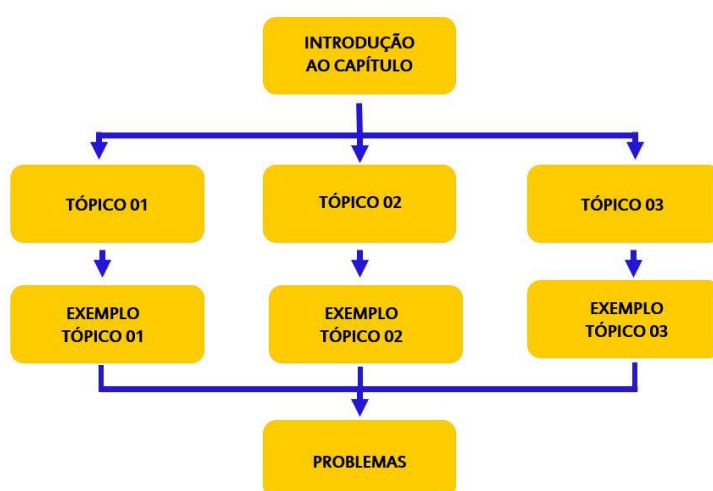 INTRODUÇÃO
AO CAPÍTULO
TÓPICO 01
TÓPICO 02
TÓPICO 03
EXEMPLO
TÓPICO 01
EXEMPLO
TÓPICO 02
EXEMPLO
TÓPICO 03
PROBLEMAS